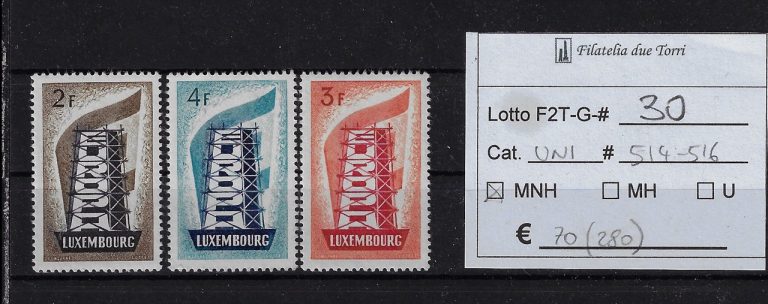 2F
EUROPA
LUXEMBOURG
4F
EUROPA
LUXEMBOURG
3F
EUROPA
LUXEMBOURG
Filatelia due Torri
Lotto F2T-G-# 30
Cat. UNI # 514-516
☒ MNH ☐ MH ☐ U
€ 70 (280)